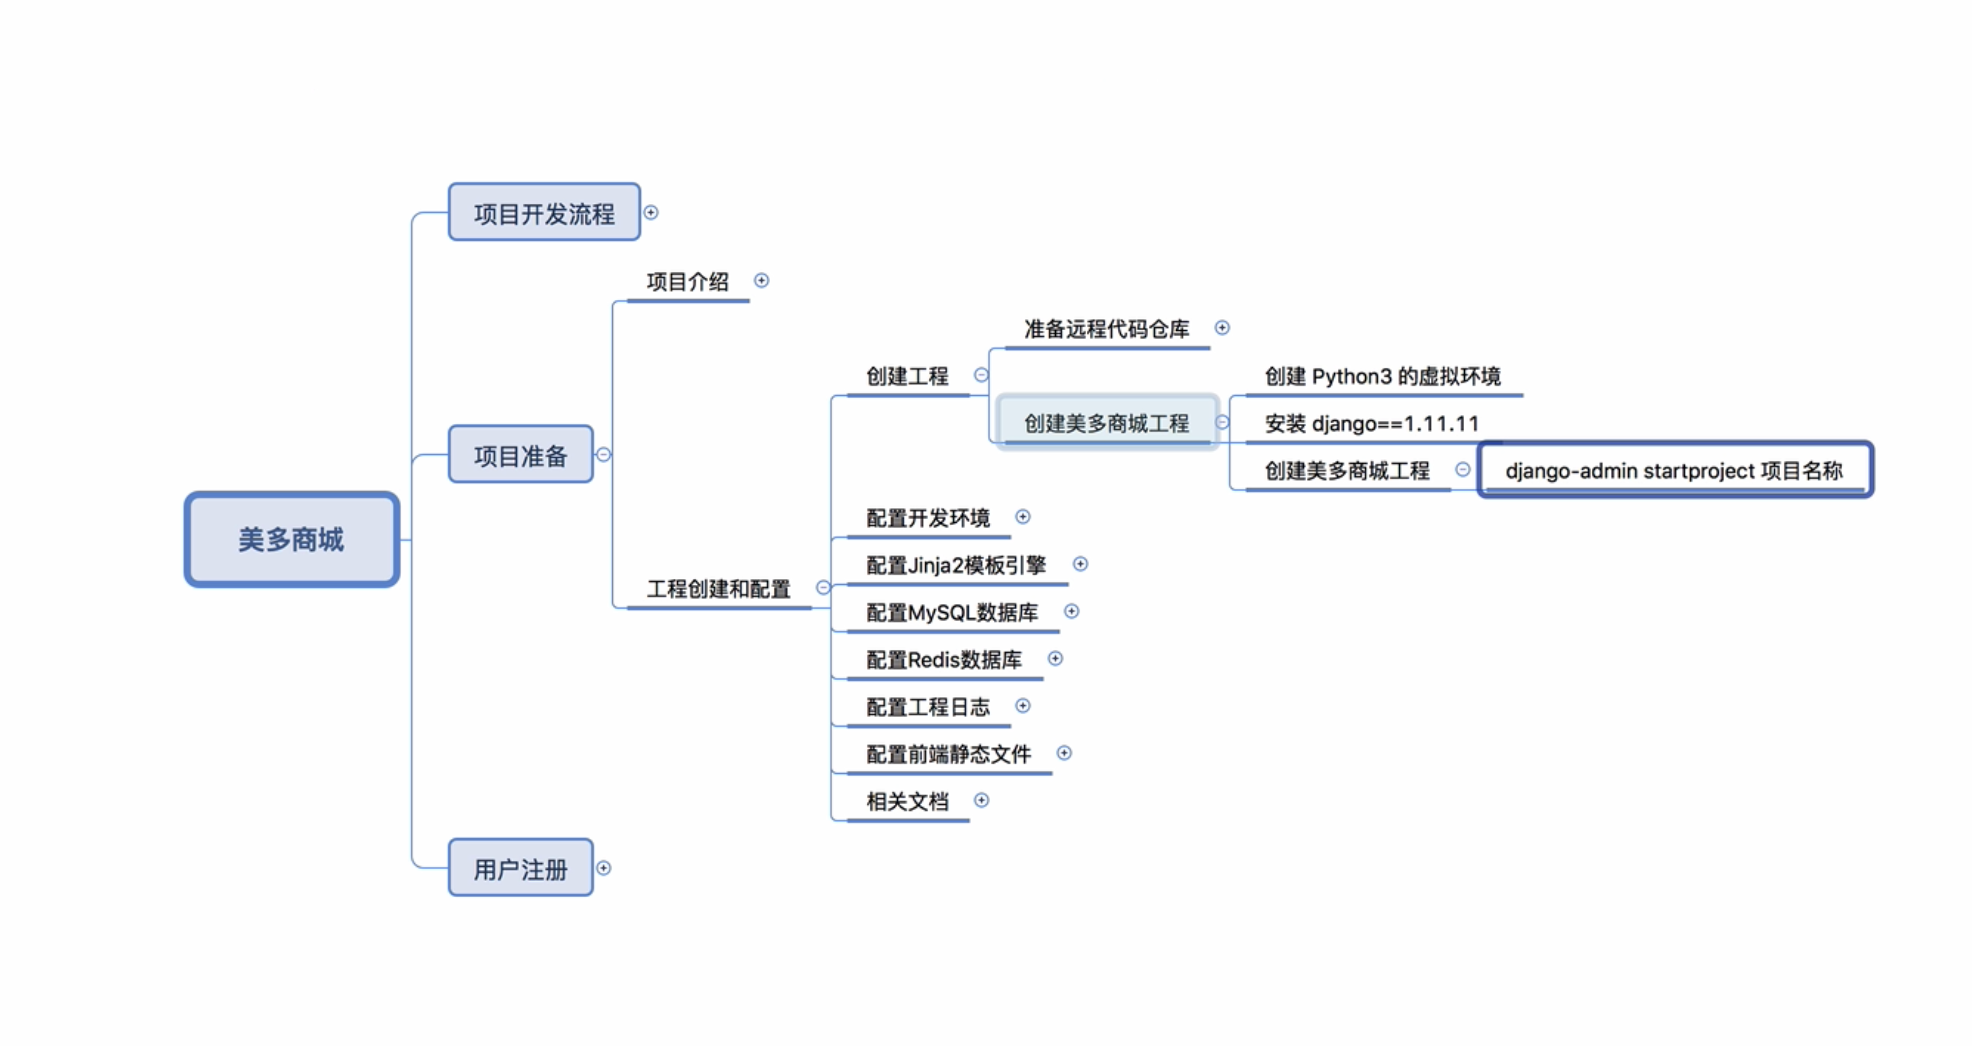 美多商城
项目开发流程
项目准备
项目介绍
工程创建和配置
创建工程
准备远程代码仓库
创建美多商城工程
创建 Python3 的虚拟环境
安装 django==1.11.11
创建美多商城工程
django-admin startproject 项目名称
配置开发环境
配置Jinja2模板引擎
配置MySQL数据库
配置Redis数据库
配置工程日志
配置前端静态文件
相关文档
用户注册